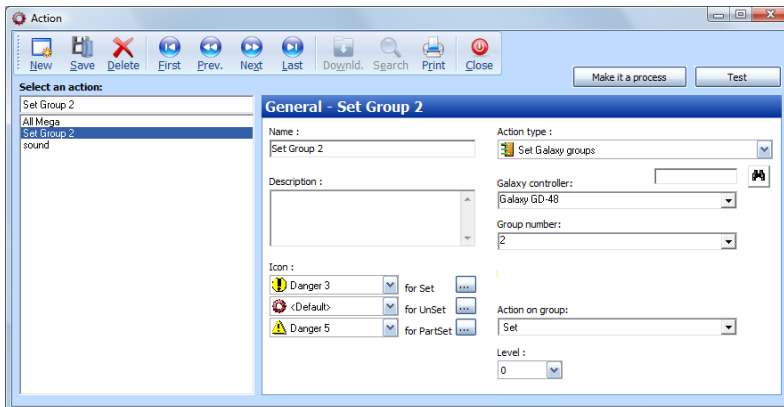 Action
New Save Delete First Prev. Next Last Downld. Search Print Close
Make it a process Test
Select an action:
Set Group 2
All Mega
Set Group 2
sound
General - Set Group 2
Name :
Set Group 2
Description :
Icon :
Danger 3 for Set ...
<Default> for UnSet ...
Danger 5 for PartSet ...
Action type :
Set Galaxy groups
Galaxy controller:
Galaxy GD-48
Group number:
2
Action on group:
Set
Level :
0